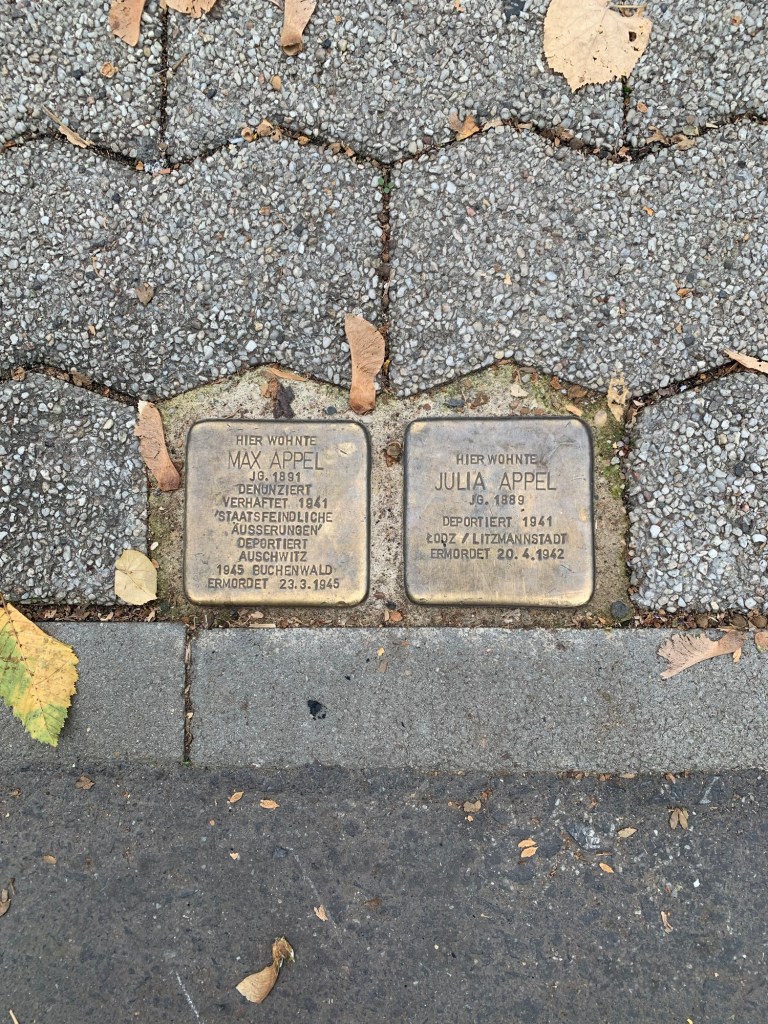 HIER WOHNTE
MAX APPEL
JG. 1891
DENUNZIERT
VERHAFTET 1941
'STAATSFEINDLICHE
ÄUSSERUNGEN'
DEPORTIERT
AUSCHWITZ
1945 BUCHENWALD
ERMORDET 23.3.1945
HIER WOHNTE
JULIA APPEL
JG. 1889
DEPORTIERT 1941
ŁODZ / LITZMANNSTADT
ERMORDET 20.4.1942